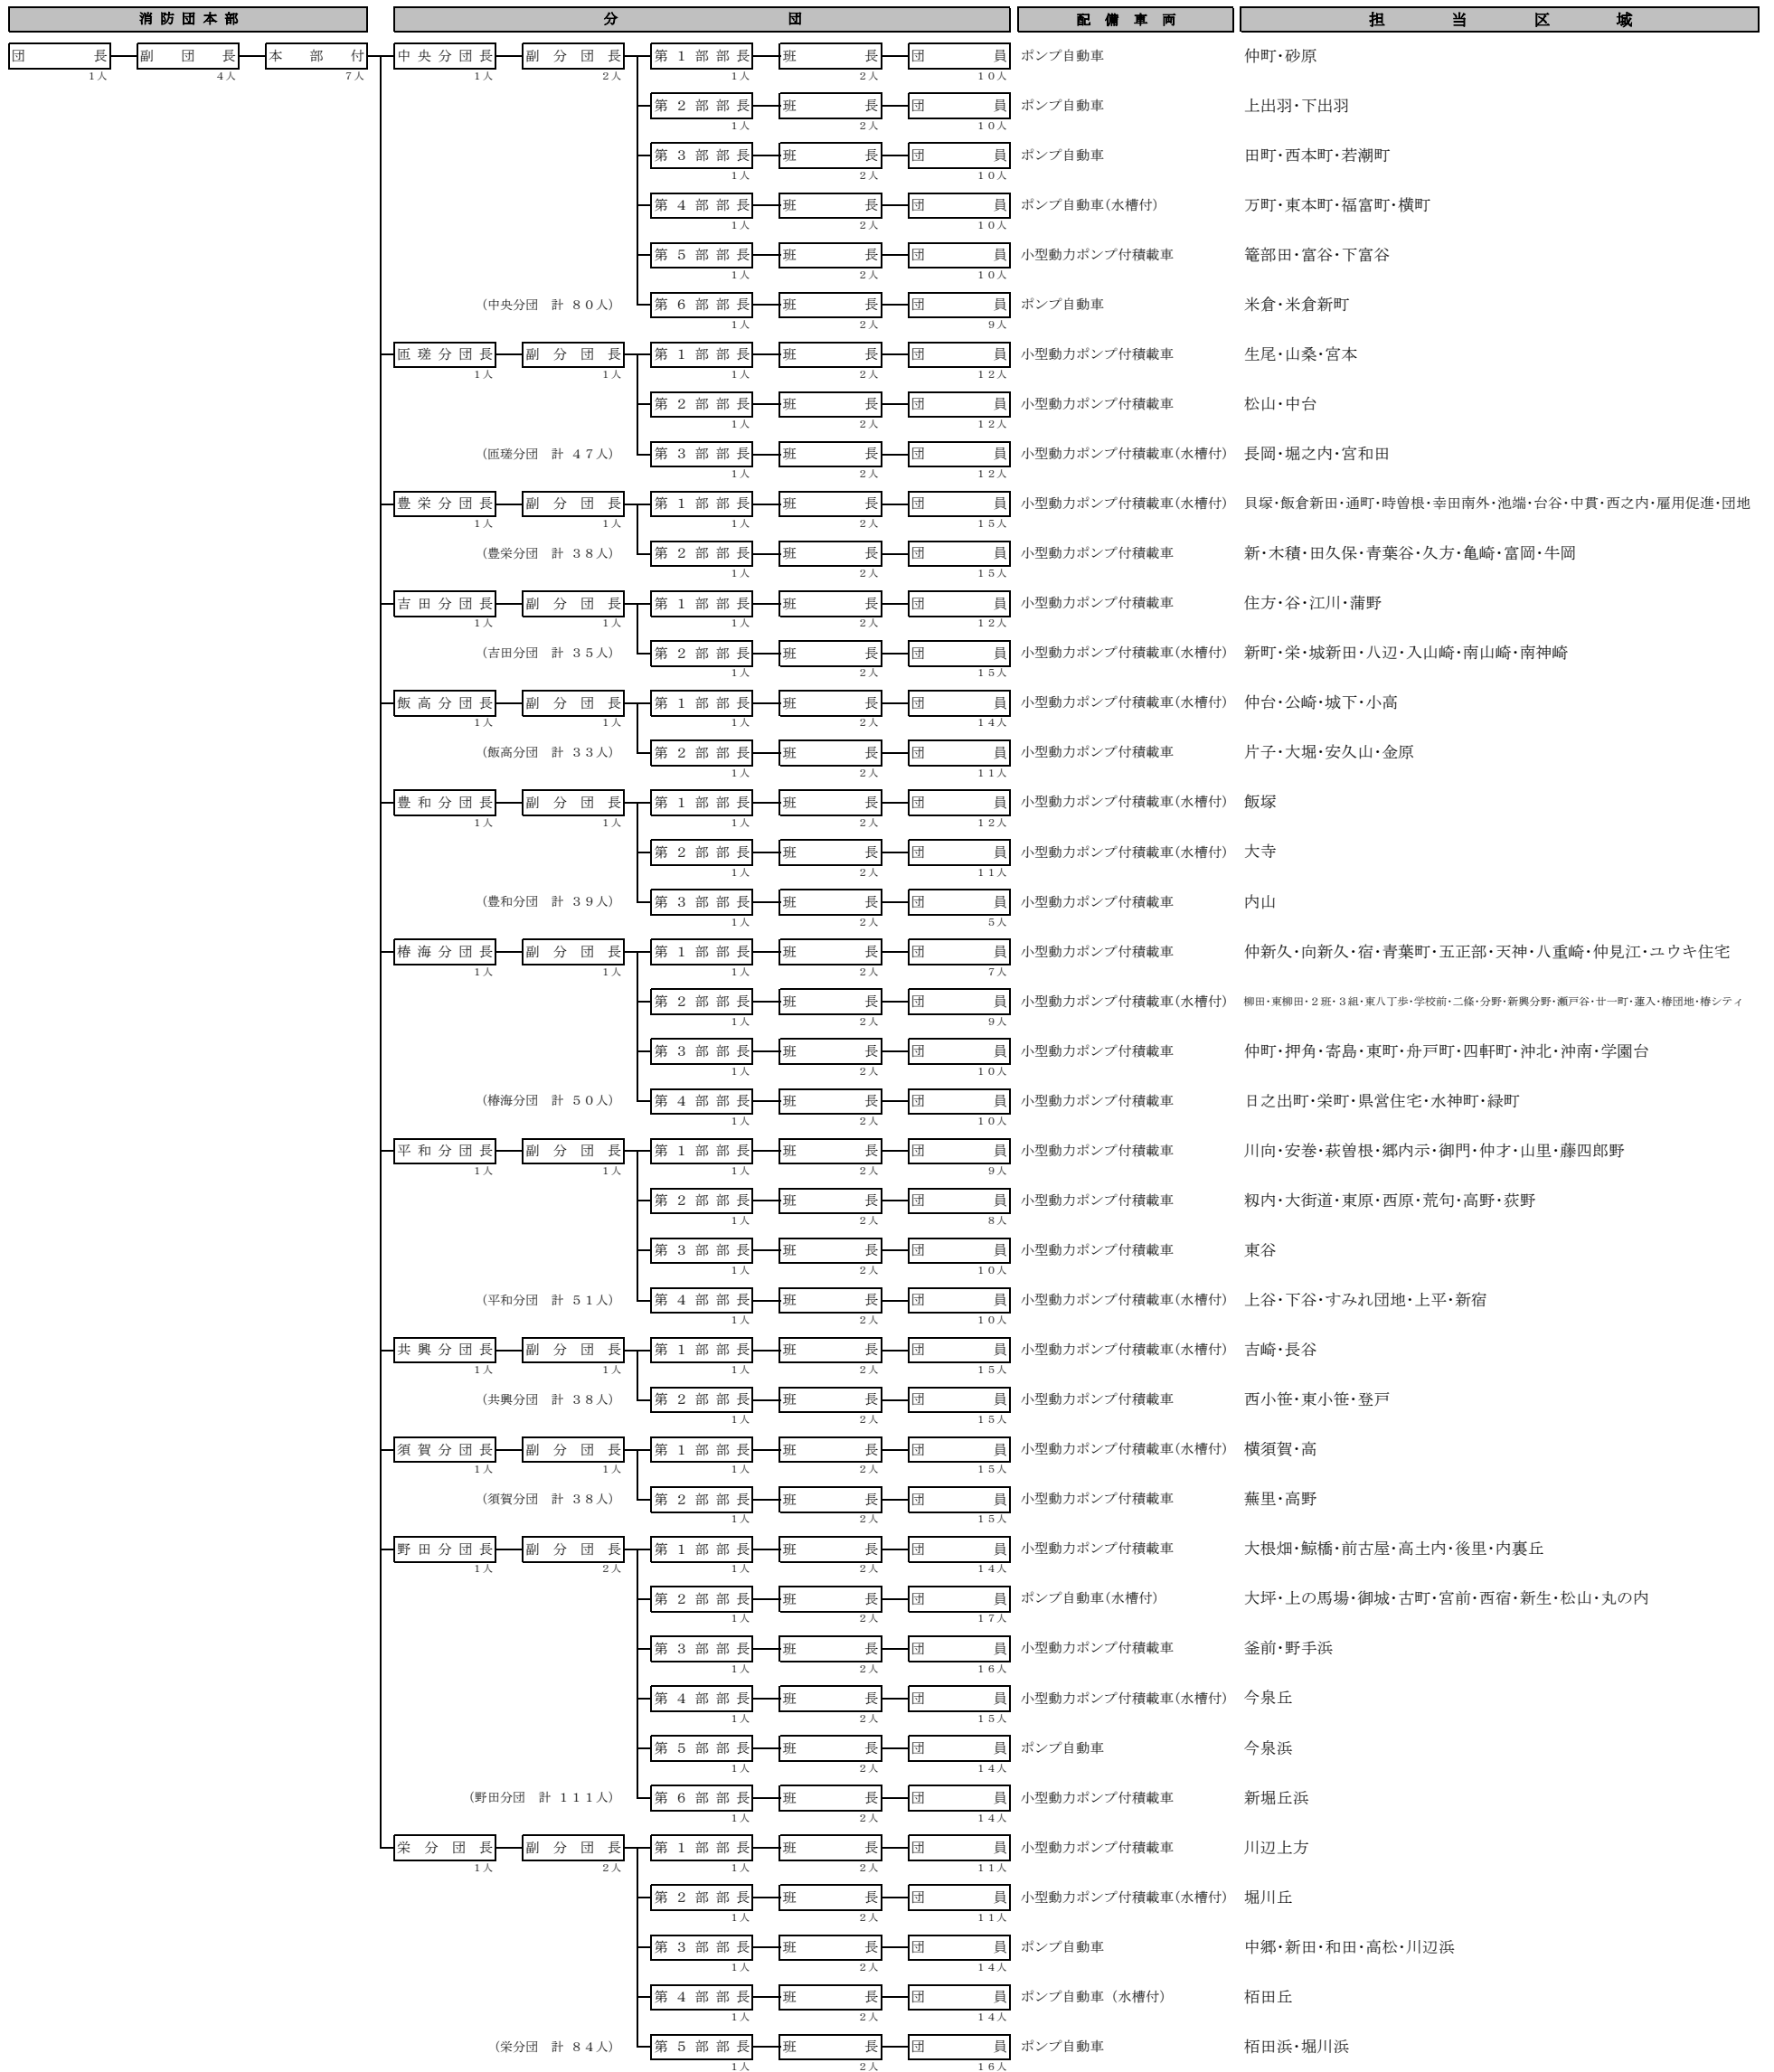 消防団本部 分団 配備車両 担当区域
団長 副団長 本部付 中央分団長 副分団長 第1部部長 班長 団員 ポンプ自動車 仲町・砂原
1人 4人 7人 1人 2人 1人 2人 10人
第2部部長 班長 団員 ポンプ自動車 上出羽・下出羽
1人 2人 10人
第3部部長 班長 団員 ポンプ自動車 田町・西本町・若潮町
1人 2人 10人
第4部部長 班長 団員 ポンプ自動車(水槽付) 万町・東本町・福富町・横町
1人 2人 10人
第5部部長 班長 団員 小型動力ポンプ付積載車 篭部田・富谷・下富谷
1人 2人 10人
(中央分団 計 80人) 第6部部長 班長 団員 ポンプ自動車 米倉・米倉新町
1人 2人 9人
匝瑳分団長 副分団長 第1部部長 班長 団員 小型動力ポンプ付積載車 生尾・山桑・宮本
1人 1人 1人 2人 12人
第2部部長 班長 団員 小型動力ポンプ付積載車 松山・中台
1人 2人 12人
(匝瑳分団 計 47人) 第3部部長 班長 団員 小型動力ポンプ付積載車(水槽付) 長岡・堀之内・宮和田
1人 2人 12人
豊栄分団長 副分団長 第1部部長 班長 団員 小型動力ポンプ付積載車(水槽付) 貝塚・飯倉新田・通町・時曽根・幸田南外・池端・台谷・中貫・西之内・雇用促進・団地
1人 1人 1人 2人 15人
(豊栄分団 計 38人) 第2部部長 班長 団員 小型動力ポンプ付積載車 新・木積・田久保・青葉谷・久方・亀崎・富岡・牛岡
1人 2人 15人
吉田分団長 副分団長 第1部部長 班長 団員 小型動力ポンプ付積載車 住方・谷・江川・蒲野
1人 1人 1人 2人 12人
(吉田分団 計 35人) 第2部部長 班長 団員 小型動力ポンプ付積載車(水槽付) 新町・栄・城新田・八辺・入山崎・南山崎・南神崎
1人 2人 15人
飯高分団長 副分団長 第1部部長 班長 団員 小型動力ポンプ付積載車(水槽付) 仲台・公崎・城下・小高
1人 1人 1人 2人 14人
(飯高分団 計 33人) 第2部部長 班長 団員 小型動力ポンプ付積載車 片子・大堀・安久山・金原
1人 2人 11人
豊和分団長 副分団長 第1部部長 班長 団員 小型動力ポンプ付積載車(水槽付) 飯塚
1人 1人 1人 2人 12人
第2部部長 班長 団員 小型動力ポンプ付積載車(水槽付) 大寺
1人 2人 11人
(豊和分団 計 39人) 第3部部長 班長 団員 小型動力ポンプ付積載車 内山
1人 2人 5人
椿海分団長 副分団長 第1部部長 班長 団員 小型動力ポンプ付積載車 仲新久・向新久・宿・青葉町・五正部・天神・八重崎・仲見江・ユウキ住宅
1人 1人 1人 2人 7人
第2部部長 班長 団員 小型動力ポンプ付積載車(水槽付) 柳田・東柳田・2班・3組・東八丁歩・学校前・二條・分野・新興分野・瀬戸谷・廿一町・蓮入・椿団地・椿シティ
1人 2人 9人
第3部部長 班長 団員 小型動力ポンプ付積載車 仲町・押角・寄島・東町・舟戸町・四軒町・沖北・沖南・学園台
1人 2人 10人
(椿海分団 計 50人) 第4部部長 班長 団員 小型動力ポンプ付積載車 日之出町・栄町・県営住宅・水神町・緑町
1人 2人 10人
平和分団長 副分団長 第1部部長 班長 団員 小型動力ポンプ付積載車 川向・安巻・萩曽根・郷内示・御門・仲才・山里・藤四郎野
1人 1人 1人 2人 9人
第2部部長 班長 団員 小型動力ポンプ付積載車 籾内・大街道・東原・西原・荒句・高野・荻野
1人 2人 8人
第3部部長 班長 団員 小型動力ポンプ付積載車 東谷
1人 2人 10人
(平和分団 計 51人) 第4部部長 班長 団員 小型動力ポンプ付積載車(水槽付) 上谷・下谷・すみれ団地・上平・新宿
1人 2人 10人
共興分団長 副分団長 第1部部長 班長 団員 小型動力ポンプ付積載車(水槽付) 吉崎・長谷
1人 1人 1人 2人 15人
(共興分団 計 38人) 第2部部長 班長 団員 小型動力ポンプ付積載車 西小笹・東小笹・登戸
1人 2人 15人
須賀分団長 副分団長 第1部部長 班長 団員 小型動力ポンプ付積載車(水槽付) 横須賀・高
1人 1人 1人 2人 15人
(須賀分団 計 38人) 第2部部長 班長 団員 小型動力ポンプ付積載車 蕪里・高野
1人 2人 15人
野田分団長 副分団長 第1部部長 班長 団員 小型動力ポンプ付積載車 大根畑・鯨橋・前古屋・高土内・後里・内裏丘
1人 2人 1人 2人 14人
第2部部長 班長 団員 ポンプ自動車(水槽付) 大坪・上の馬場・御城・古町・宮前・西宿・新生・松山・丸の内
1人 2人 17人
第3部部長 班長 団員 小型動力ポンプ付積載車 釜前・野手浜
1人 2人 16人
第4部部長 班長 団員 小型動力ポンプ付積載車(水槽付) 今泉丘
1人 2人 15人
第5部部長 班長 団員 ポンプ自動車 今泉浜
1人 2人 14人
(野田分団 計 111人) 第6部部長 班長 団員 小型動力ポンプ付積載車 新堀丘浜
1人 2人 14人
栄分団長 副分団長 第1部部長 班長 団員 小型動力ポンプ付積載車 川辺上方
1人 2人 1人 2人 11人
第2部部長 班長 団員 小型動力ポンプ付積載車(水槽付) 堀川丘
1人 2人 11人
第3部部長 班長 団員 ポンプ自動車 中郷・新田・和田・高松・川辺浜
1人 2人 14人
第4部部長 班長 団員 ポンプ自動車（水槽付） 栢田丘
1人 2人 14人
(栄分団 計 84人) 第5部部長 班長 団員 ポンプ自動車 栢田浜・堀川浜
1人 2人 16人